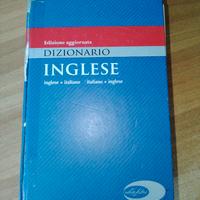 Edizione aggiornata
DIZIONARIO
INGLESE
inglese • italiano italiano • inglese